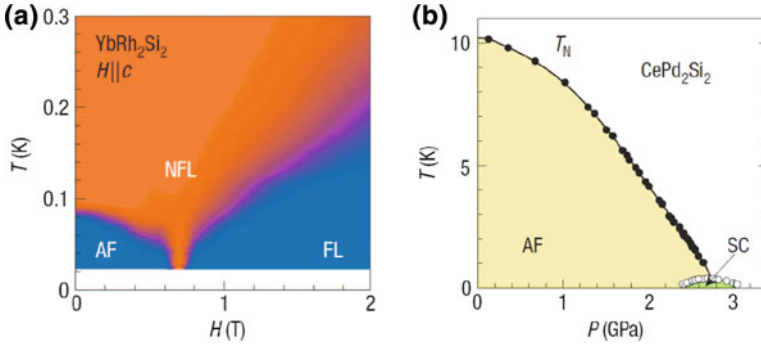 (a)
0.3
YbRh₂Si₂
H||c
0.2
T (K)
NFL
0.1
AF
FL
0
0
1
2
H (T)
(b)
10
T_N
CePd₂Si₂
T (K)
5
AF
SC
0
0
1
2
3
P (GPa)